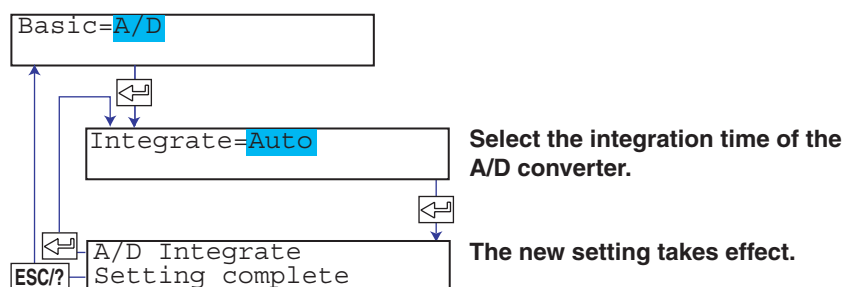 Basic=A/D
Integrate=Auto
Select the integration time of the
A/D converter.
A/D Integrate
Setting complete
The new setting takes effect.
ESC/?